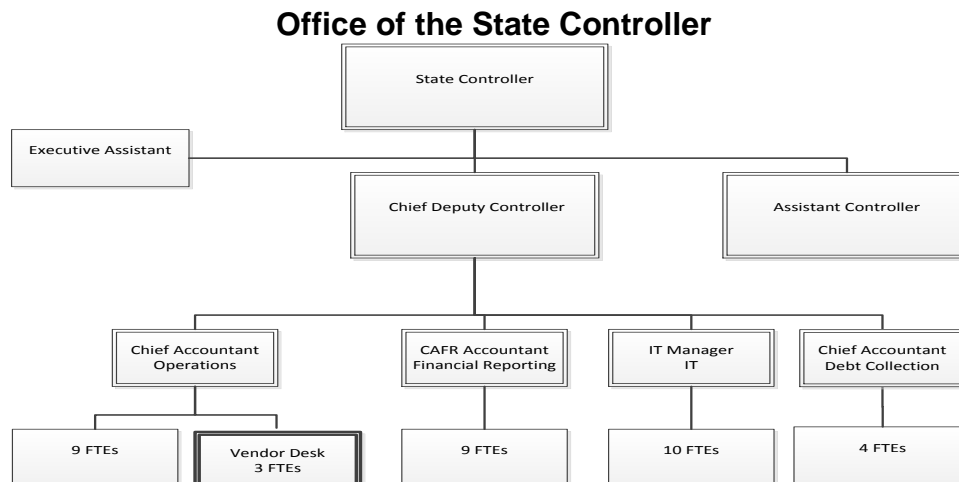 Office of the State Controller
State Controller
Executive Assistant
Chief Deputy Controller
Assistant Controller
Chief Accountant
Operations
CAFR Accountant
Financial Reporting
IT Manager
IT
Chief Accountant
Debt Collection
9 FTEs
Vendor Desk
3 FTEs
9 FTEs
10 FTEs
4 FTEs